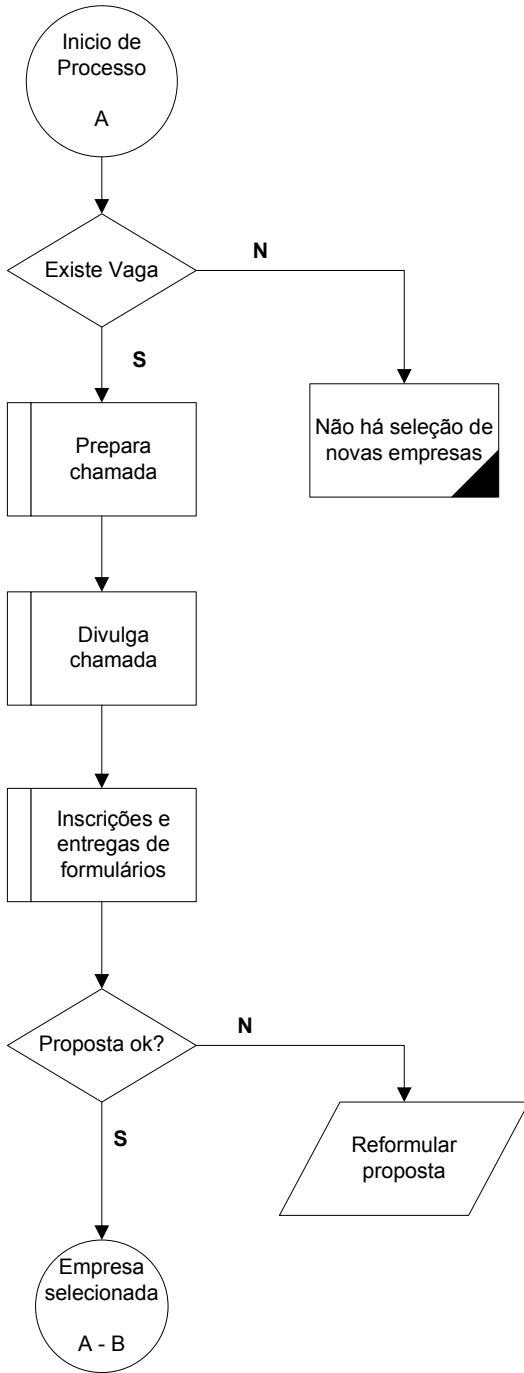 Inicio de
Processo
A
Existe Vaga
N
S
Prepara
chamada
Não há seleção de
novas empresas
Divulga
chamada
Inscrições e
entregas de
formulários
Proposta ok?
N
S
Reformular
proposta
Empresa
selecionada
A - B